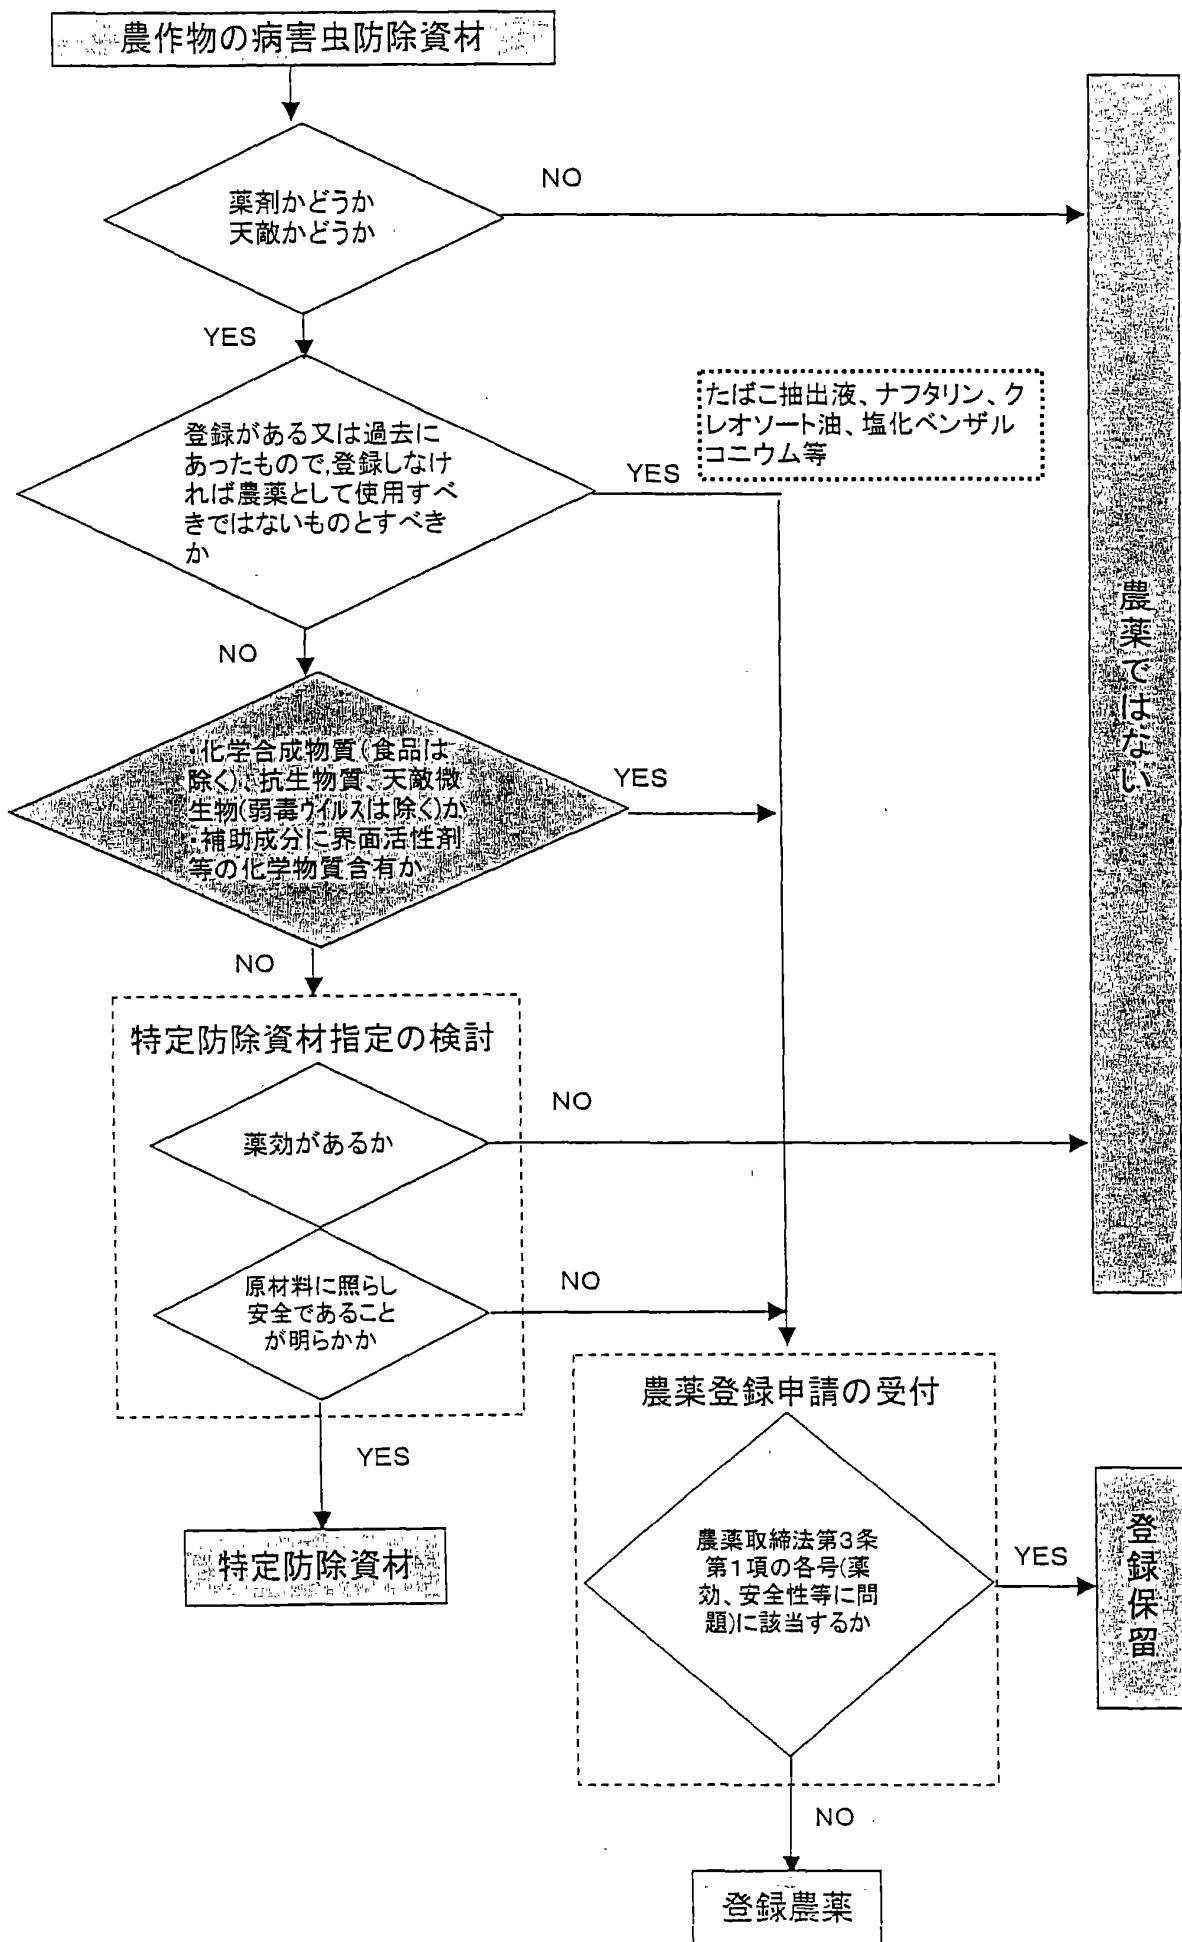 農作物の病害虫防除資材
薬剤かどうか
天敵かどうか
NO
YES
登録がある又は過去に
あったもので、登録しなけ
れば農薬として使用すべ
きではないものとすべき
か
YES
たばこ抽出液、ナフタリン、ク
レオソート油、塩化ベンザル
コニウム等
NO
・化学合成物質(食品は
除く)、抗生物質、天敵微
生物(弱毒ウイルスは除く)か
・補助成分に界面活性剤
等の化学物質含有か
YES
NO
特定防除資材指定の検討
薬効があるか
NO
原材料に照らし
安全であること
が明らかか
NO
YES
特定防除資材
農薬ではない
農薬登録申請の受付
農薬取締法第3条
第1項の各号(薬
効、安全性等に問
題)に該当するか
YES
登録保留
NO
登録農薬